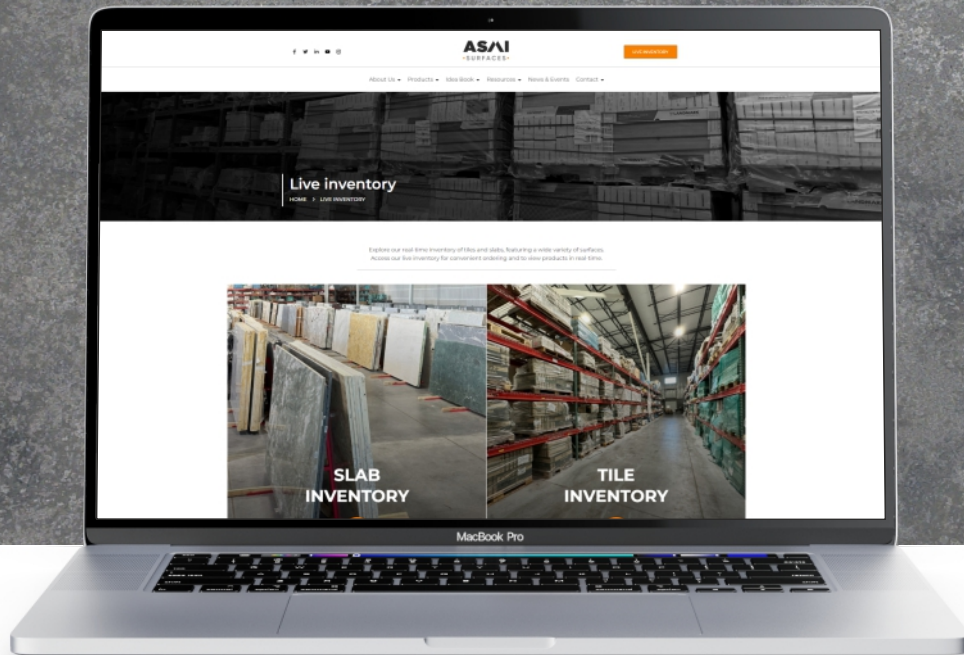 ASMI
SURFACES
LIVE INVENTORY
About Us Products Idea Book Resources News & Events Contact
Live inventory
HOME > LIVE INVENTORY
Explore our real-time inventory of tiles and slabs, featuring a wide variety of surfaces.
Access our live inventory for convenient ordering and to view products in real-time.
SLAB
INVENTORY
TILE
INVENTORY
MacBook Pro